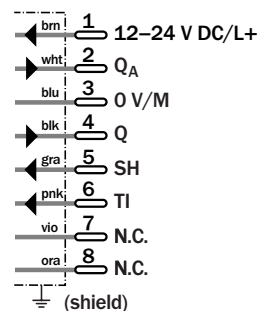 brn 1 12–24 V DC/L+
wht 2 QA
blu 3 0 V/M
blk 4 Q
gra 5 SH
pnk 6 TI
vio 7 N.C.
ora 8 N.C.
(shield)